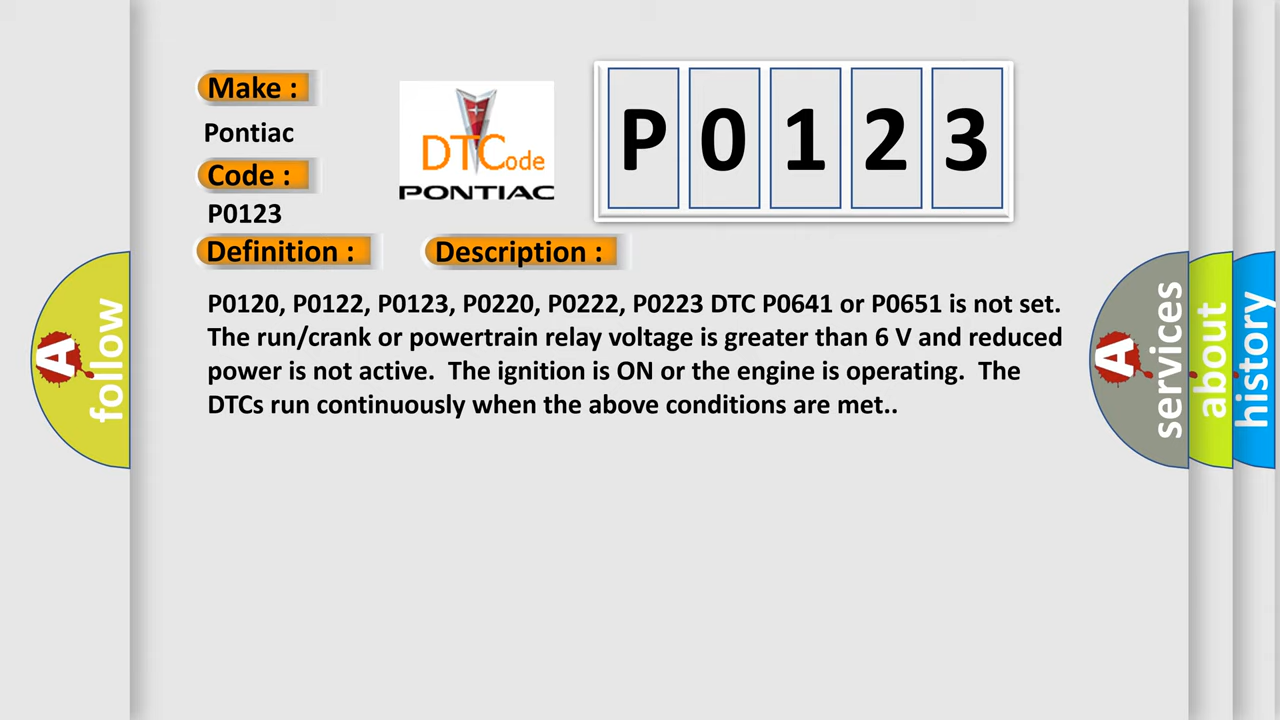 Make :
Pontiac
Code :
P0123
Definition :
Description :
DTCode
PONTIAC
P0123
P0120, P0122, P0123, P0220, P0222, P0223 DTC P0641 or P0651 is not set.
The run/crank or powertrain relay voltage is greater than 6 V and reduced
power is not active. The ignition is ON or the engine is operating. The
DTCs run continuously when the above conditions are met..
A follow
A services
about
history